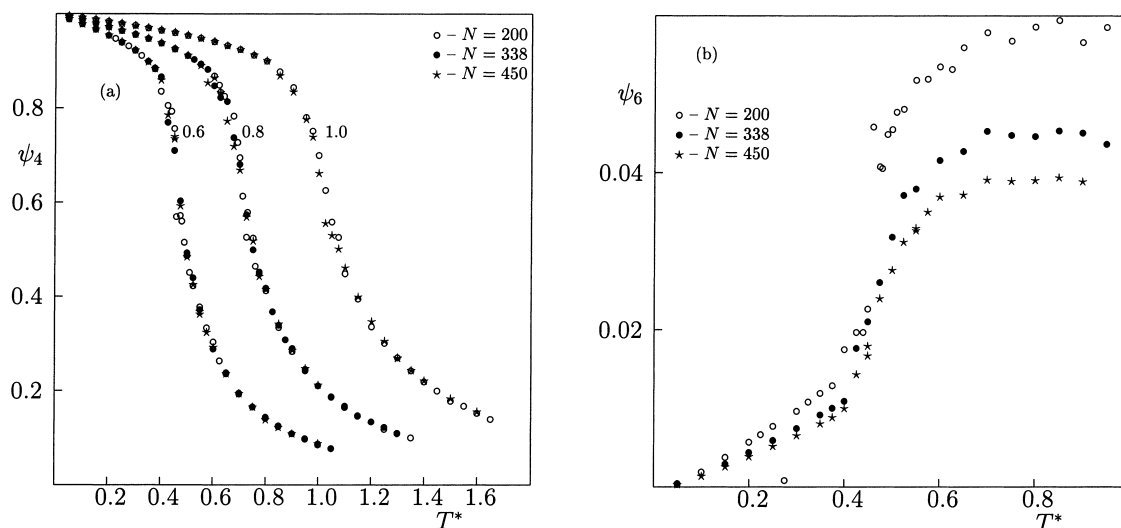 ○ – N = 200
● – N = 338
★ – N = 450
(a)
0.8
0.6
0.8
1.0
ψ₄
0.6
0.4
0.2
0.2 0.4 0.6 0.8 1.0 1.2 1.4 1.6
T*
(b)
ψ₆
○ – N = 200
● – N = 338
★ – N = 450
0.04
0.02
0.2 0.4 0.6 0.8
T*